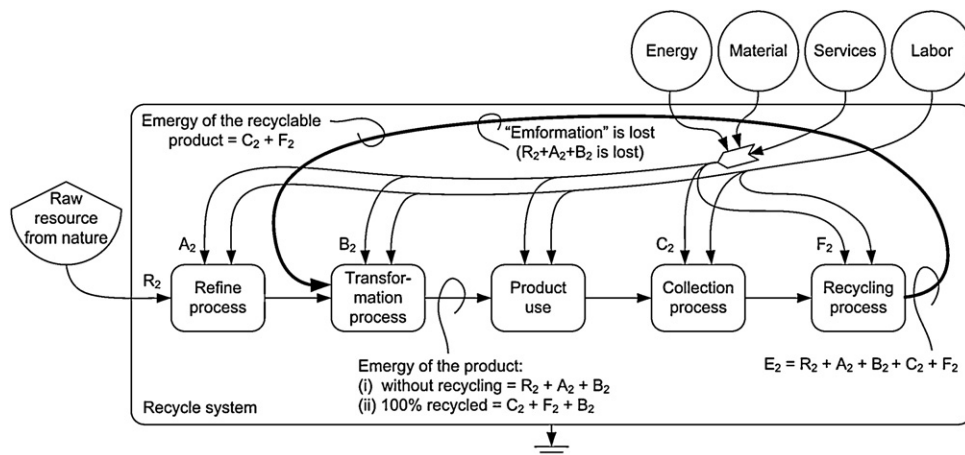 Energy
Material
Services
Labor
Emergy of the recyclable
product = C₂ + F₂
“Emformation” is lost
(R₂+A₂+B₂ is lost)
Raw
resource
from nature
A₂
B₂
C₂
F₂
R₂
Refine
process
Transfor-
mation
process
Product
use
Collection
process
Recycling
process
Emergy of the product:
(i) without recycling = R₂ + A₂ + B₂
(ii) 100% recycled = C₂ + F₂ + B₂
E₂ = R₂ + A₂ + B₂ + C₂ + F₂
Recycle system